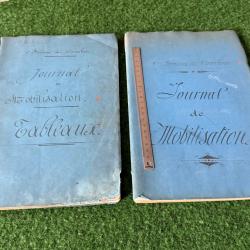 Journal
de
Mobilisation.
Tableaux.
Journal
de
Mobilisation.